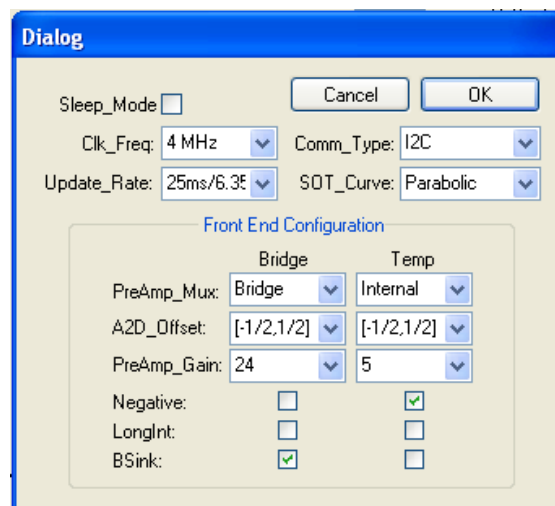 Dialog
Sleep_Mode Cancel OK
Clk_Freq: 4 MHz Comm_Type: I2C
Update_Rate: 25ms/6.35 SOT_Curve: Parabolic
Front End Configuration
Bridge Temp
PreAmp_Mux: Bridge Internal
A2D_Offset: [-1/2,1/2] [-1/2,1/2]
PreAmp_Gain: 24 5
Negative:
LongInt:
BSink: